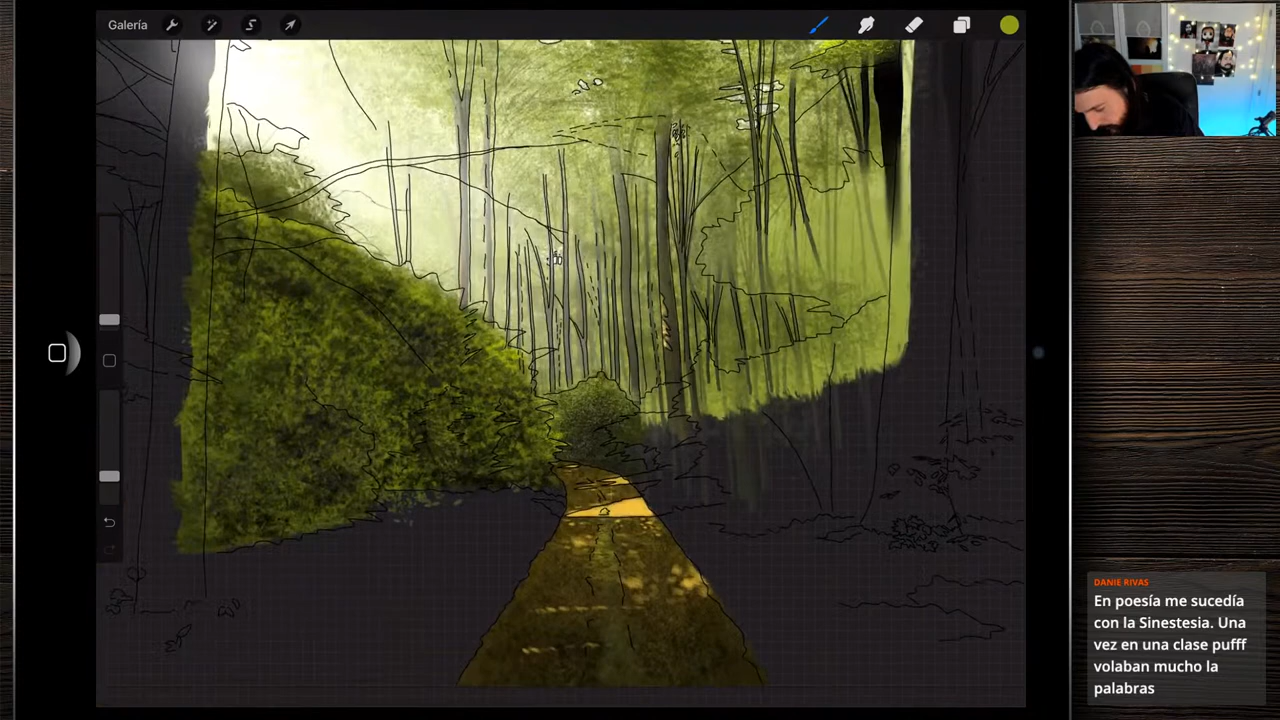 Galería
DANIE RIVAS
En poesía me sucedía
con la Sinestesia. Una
vez en una clase pufff
volaban mucho la
palabras